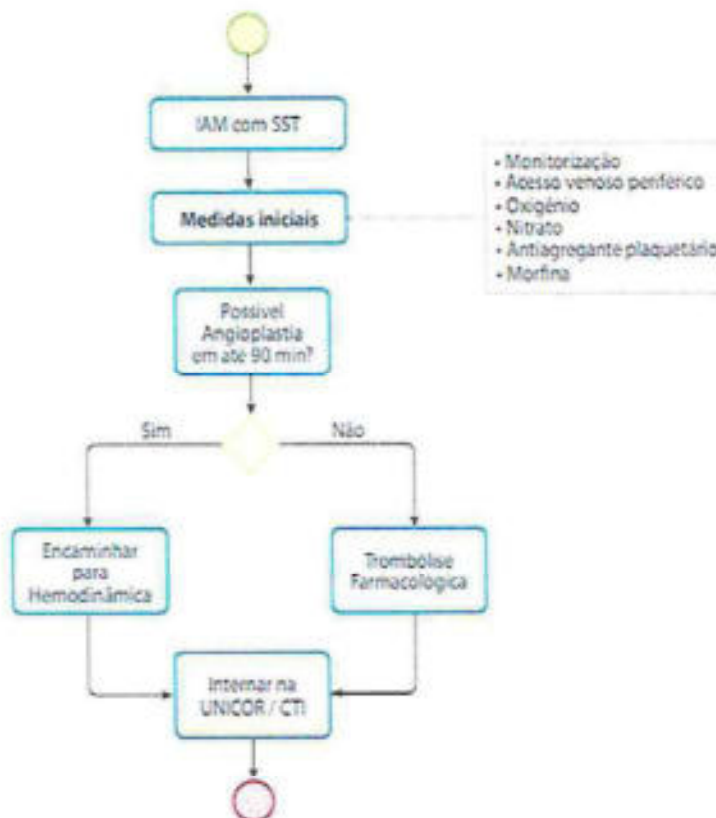 IAM com SST
Medidas iniciais
• Monitorização
• Acesso venoso periférico
• Oxigênio
• Nitrato
• Antiagregante plaquetário
• Morfina
Possível
Angioplastia
em até 90 min?
Sim
Não
Encaminhar
para
Hemodinâmica
Trombólise
Farmacológica
Internar na
UNICOR / CTI